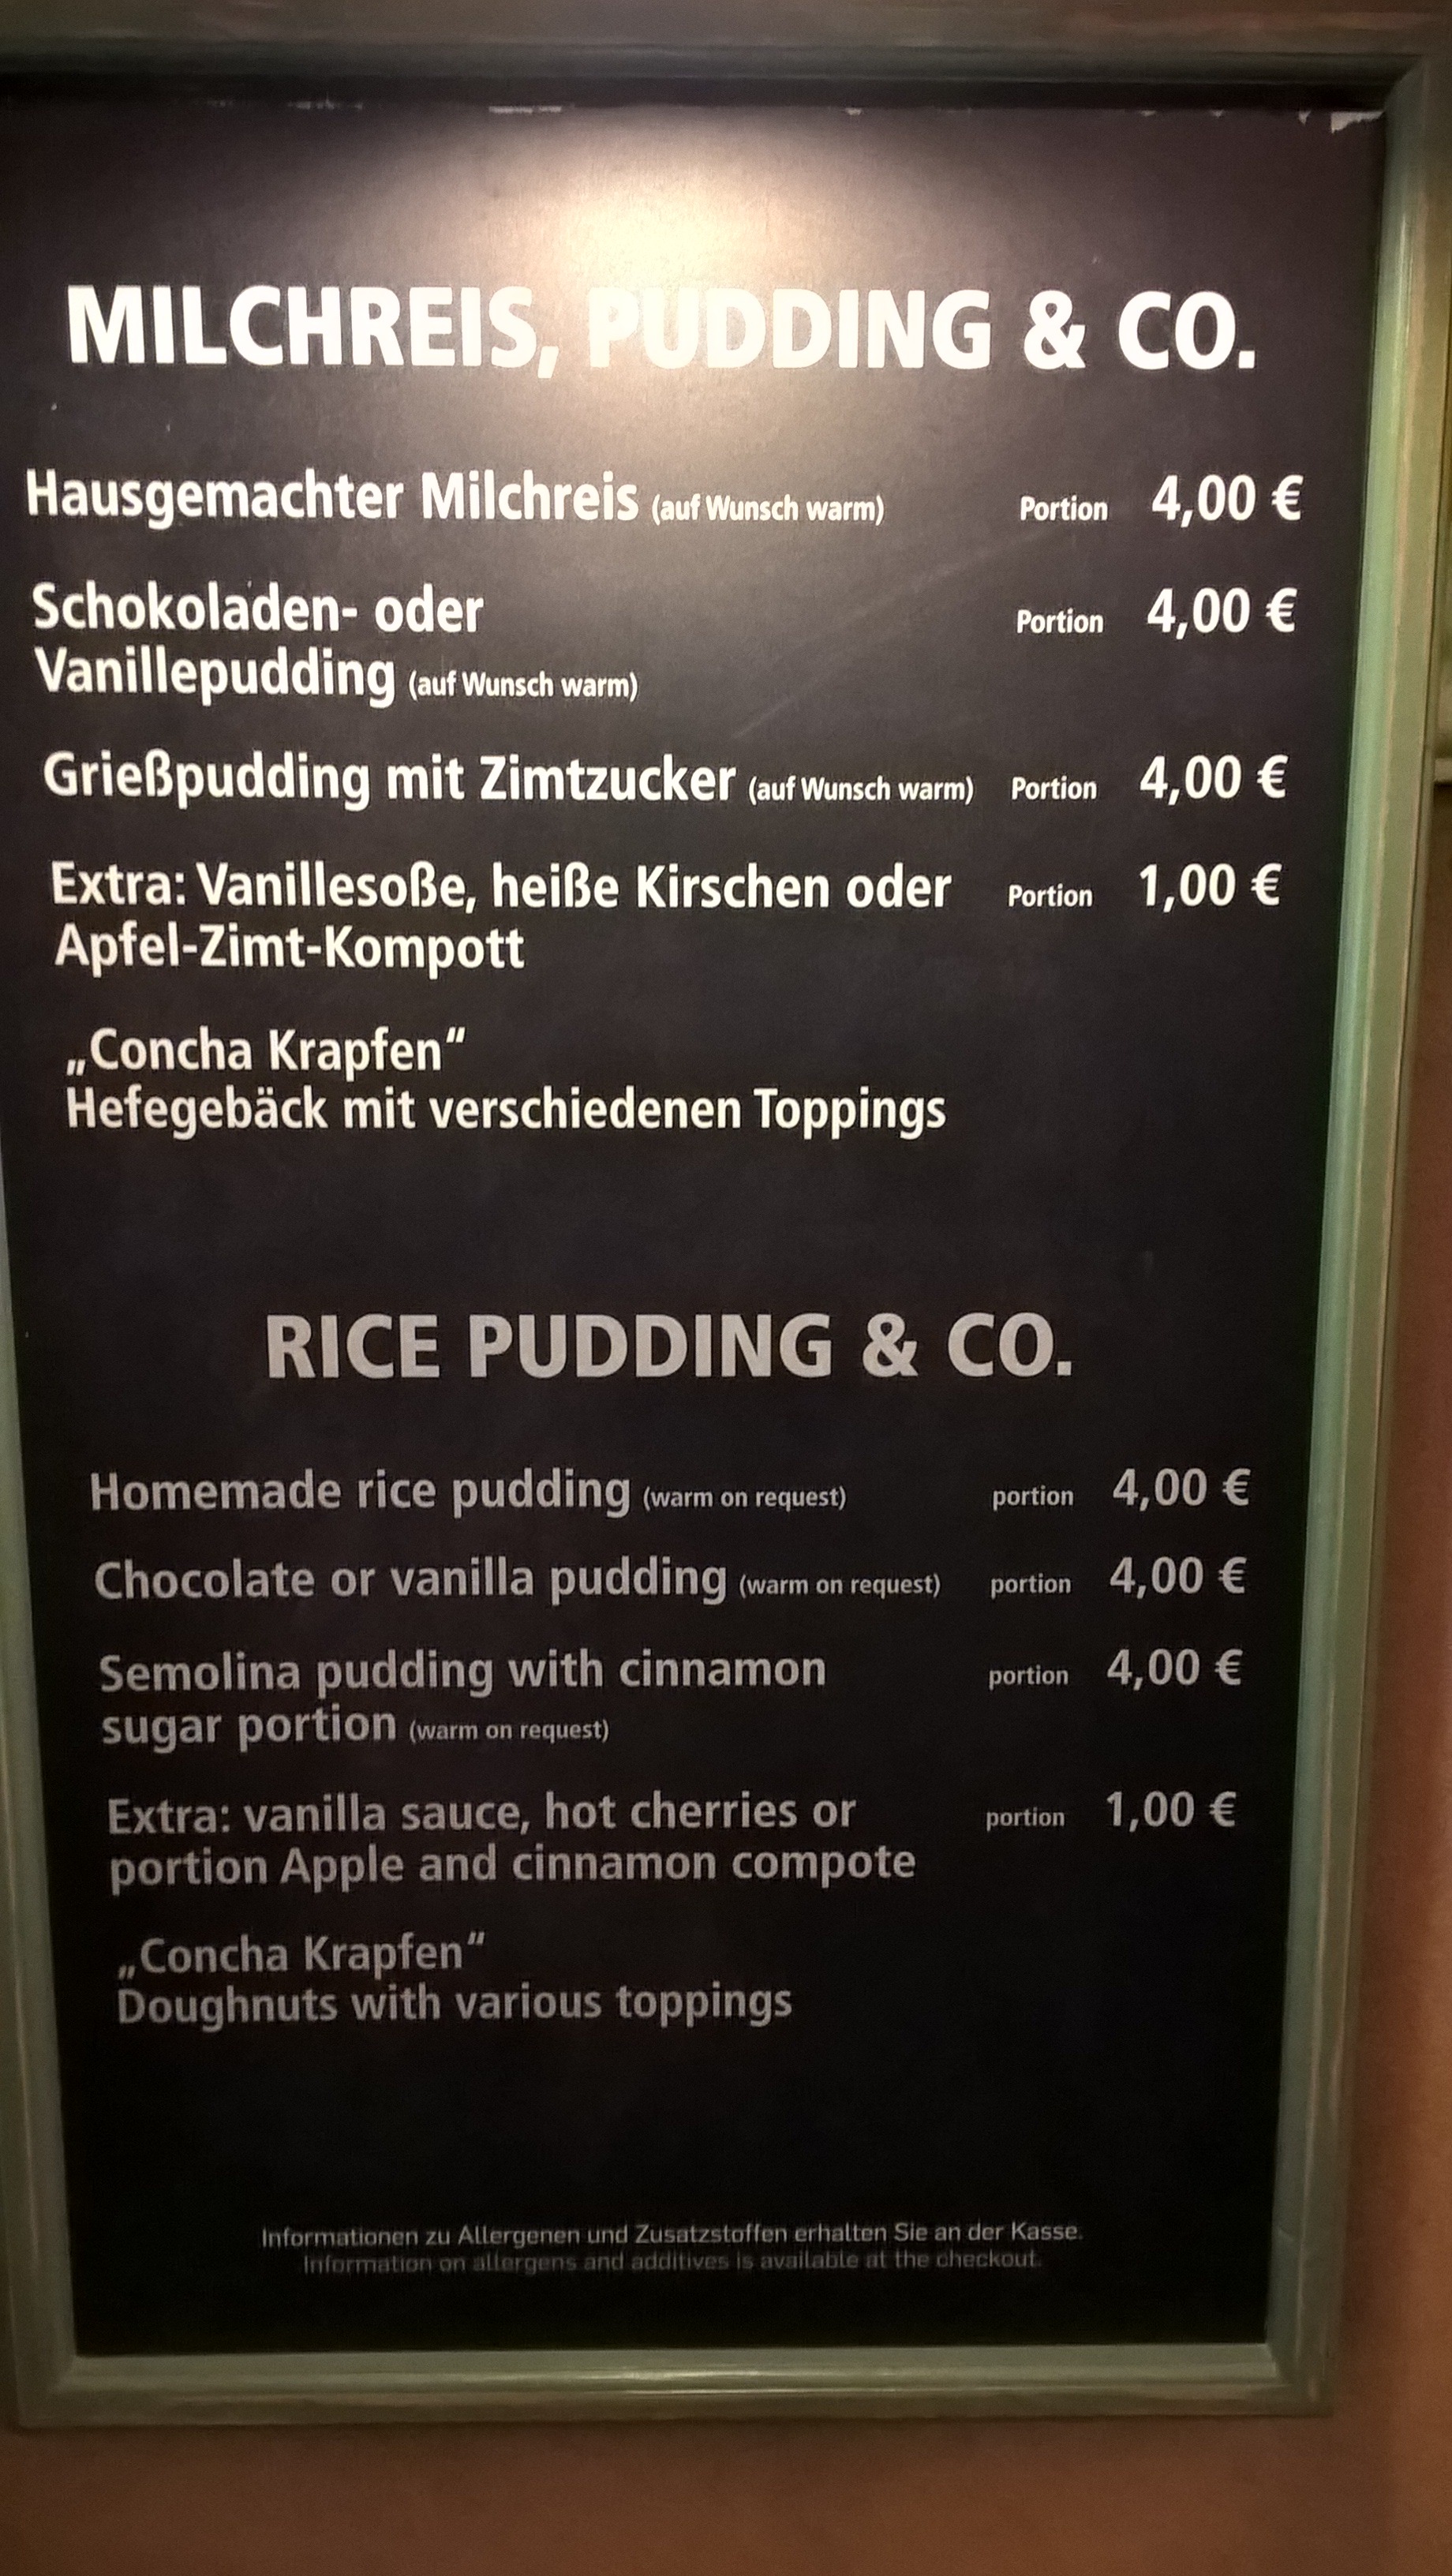 MILCHREIS, PUDDING & CO.
Hausgemachter Milchreis (auf Wunsch warm) Portion 4,00 €
Schokoladen- oder Portion 4,00 €
Vanillepudding (auf Wunsch warm)
Grießpudding mit Zimtzucker (auf Wunsch warm) Portion 4,00 €
Extra: Vanillesoße, heiße Kirschen oder Portion 1,00 €
Apfel-Zimt-Kompott
„Concha Krapfen“
Hefegebäck mit verschiedenen Toppings
RICE PUDDING & CO.
Homemade rice pudding (warm on request) portion 4,00 €
Chocolate or vanilla pudding (warm on request) portion 4,00 €
Semolina pudding with cinnamon portion 4,00 €
sugar portion (warm on request)
Extra: vanilla sauce, hot cherries or portion 1,00 €
portion Apple and cinnamon compote
„Concha Krapfen“
Doughnuts with various toppings
Informationen zu Allergenen und Zusatzstoffen erhalten Sie an der Kasse.
Information on allergens and additives is available at the checkout.